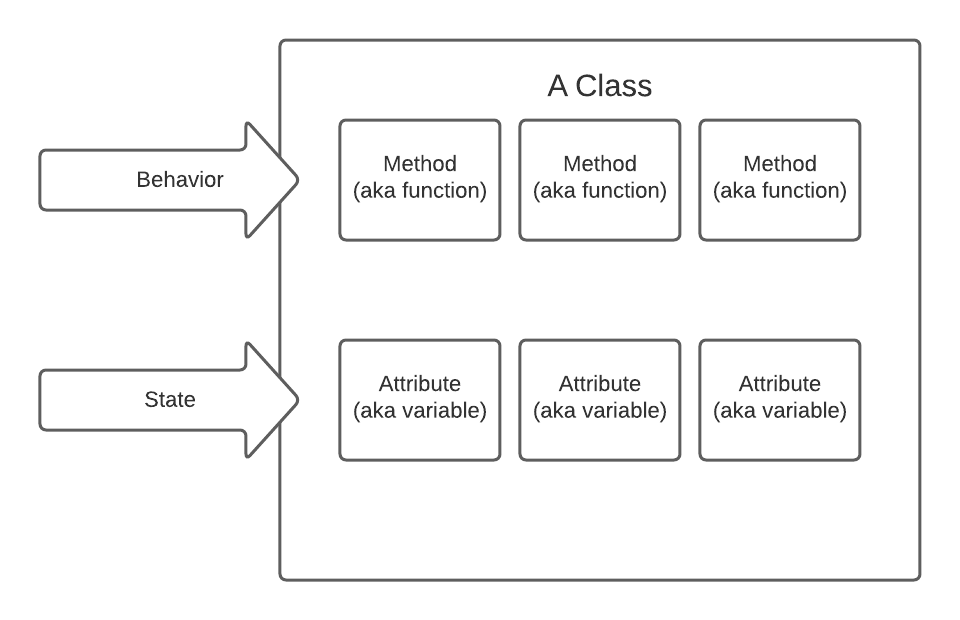 A Class
Behavior
Method
(aka function)
Method
(aka function)
Method
(aka function)
State
Attribute
(aka variable)
Attribute
(aka variable)
Attribute
(aka variable)